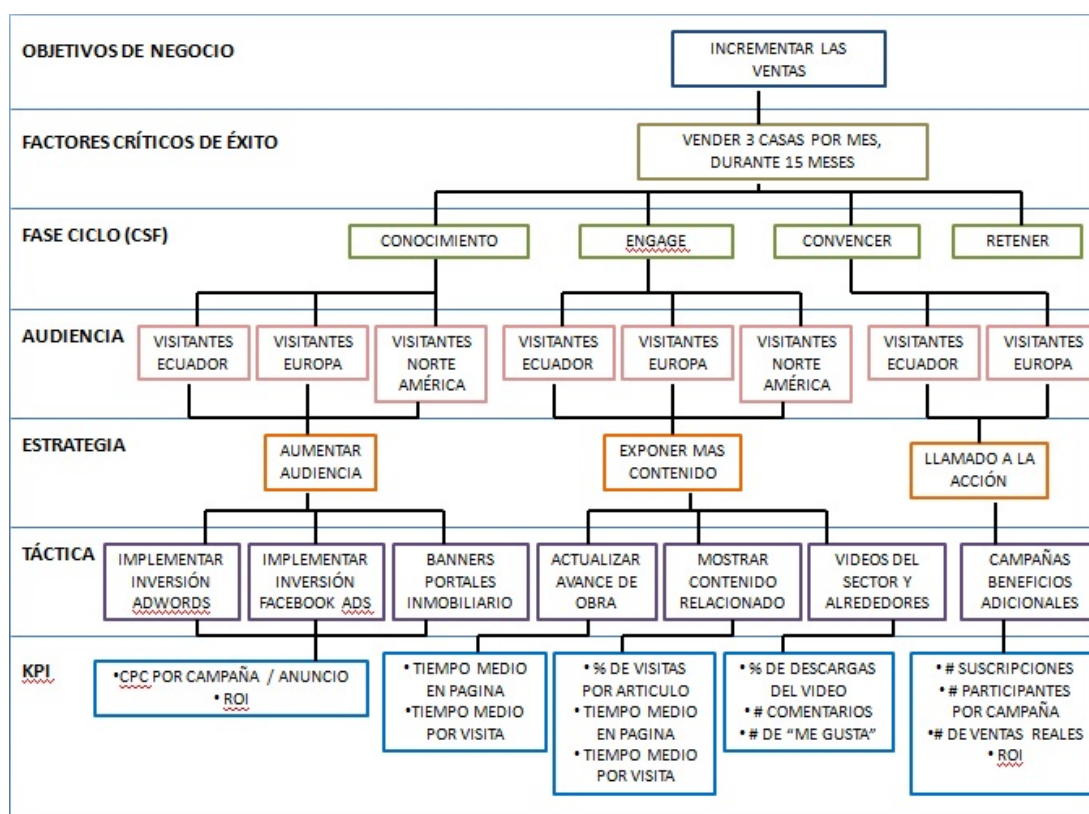 OBJETIVOS DE NEGOCIO
INCREMENTAR LAS
VENTAS
FACTORES CRÍTICOS DE ÉXITO
VENDER 3 CASAS POR MES,
DURANTE 15 MESES
FASE CICLO (CSF)
CONOCIMIENTO
ENGAGE
CONVENCER
RETENER
AUDIENCIA
VISITANTES
ECUADOR
VISITANTES
EUROPA
VISITANTES
NORTE
AMÉRICA
VISITANTES
ECUADOR
VISITANTES
EUROPA
VISITANTES
NORTE
AMÉRICA
VISITANTES
ECUADOR
VISITANTES
EUROPA
ESTRATEGIA
AUMENTAR
AUDIENCIA
EXPONER MAS
CONTENIDO
LLAMADO A LA
ACCIÓN
TÁCTICA
IMPLEMENTAR
INVERSIÓN
ADWORDS
IMPLEMENTAR
INVERSIÓN
FACEBOOK ADS
BANNERS
PORTALES
INMOBILIARIO
ACTUALIZAR
AVANCE DE
OBRA
MOSTRAR
CONTENIDO
RELACIONADO
VIDEOS DEL
SECTOR Y
ALREDEDORES
CAMPAÑAS
BENEFICIOS
ADICIONALES
KPI
•CPC POR CAMPAÑA / ANUNCIO
• ROI
• TIEMPO MEDIO
EN PAGINA
•TIEMPO MEDIO
POR VISITA
• % DE VISITAS
POR ARTICULO
• TIEMPO MEDIO
EN PAGINA
• TIEMPO MEDIO
POR VISITA
• % DE DESCARGAS
DEL VIDEO
• # COMENTARIOS
• # DE “ME GUSTA”
• # SUSCRIPCIONES
• # PARTICIPANTES
POR CAMPAÑA
•# DE VENTAS REALES
• ROI